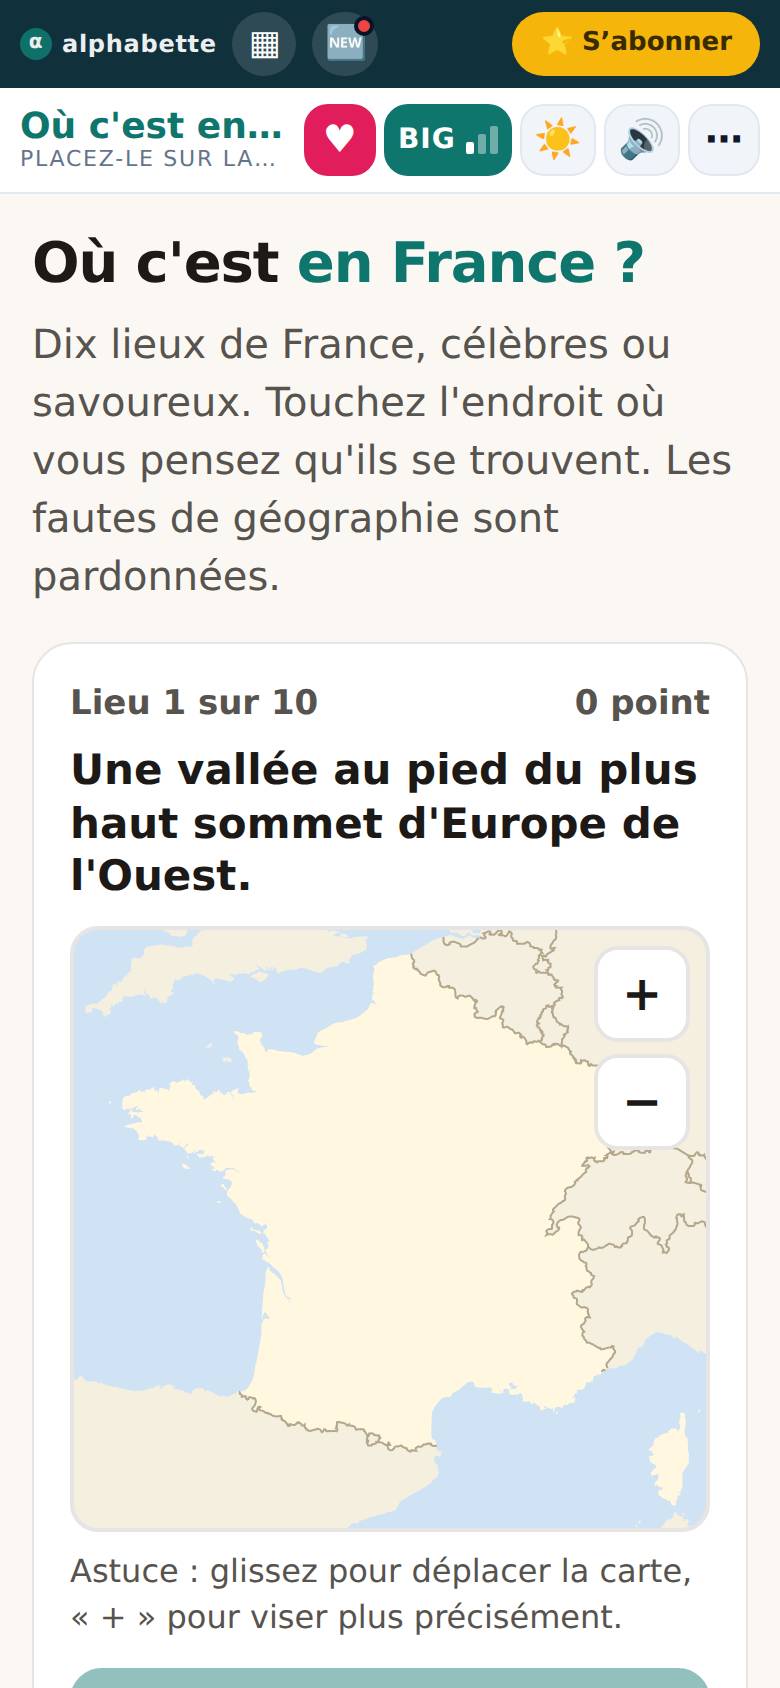 α alphabette
NEW
⭐ S’abonner
Où c'est en…
PLACEZ-LE SUR LA…
BIG
Où c'est en France ?
Dix lieux de France, célèbres ou
savoureux. Touchez l'endroit où
vous pensez qu'ils se trouvent. Les
fautes de géographie sont
pardonnées.
Lieu 1 sur 10
0 point
Une vallée au pied du plus
haut sommet d'Europe de
l'Ouest.
+
−
Astuce : glissez pour déplacer la carte,
« + » pour viser plus précisément.